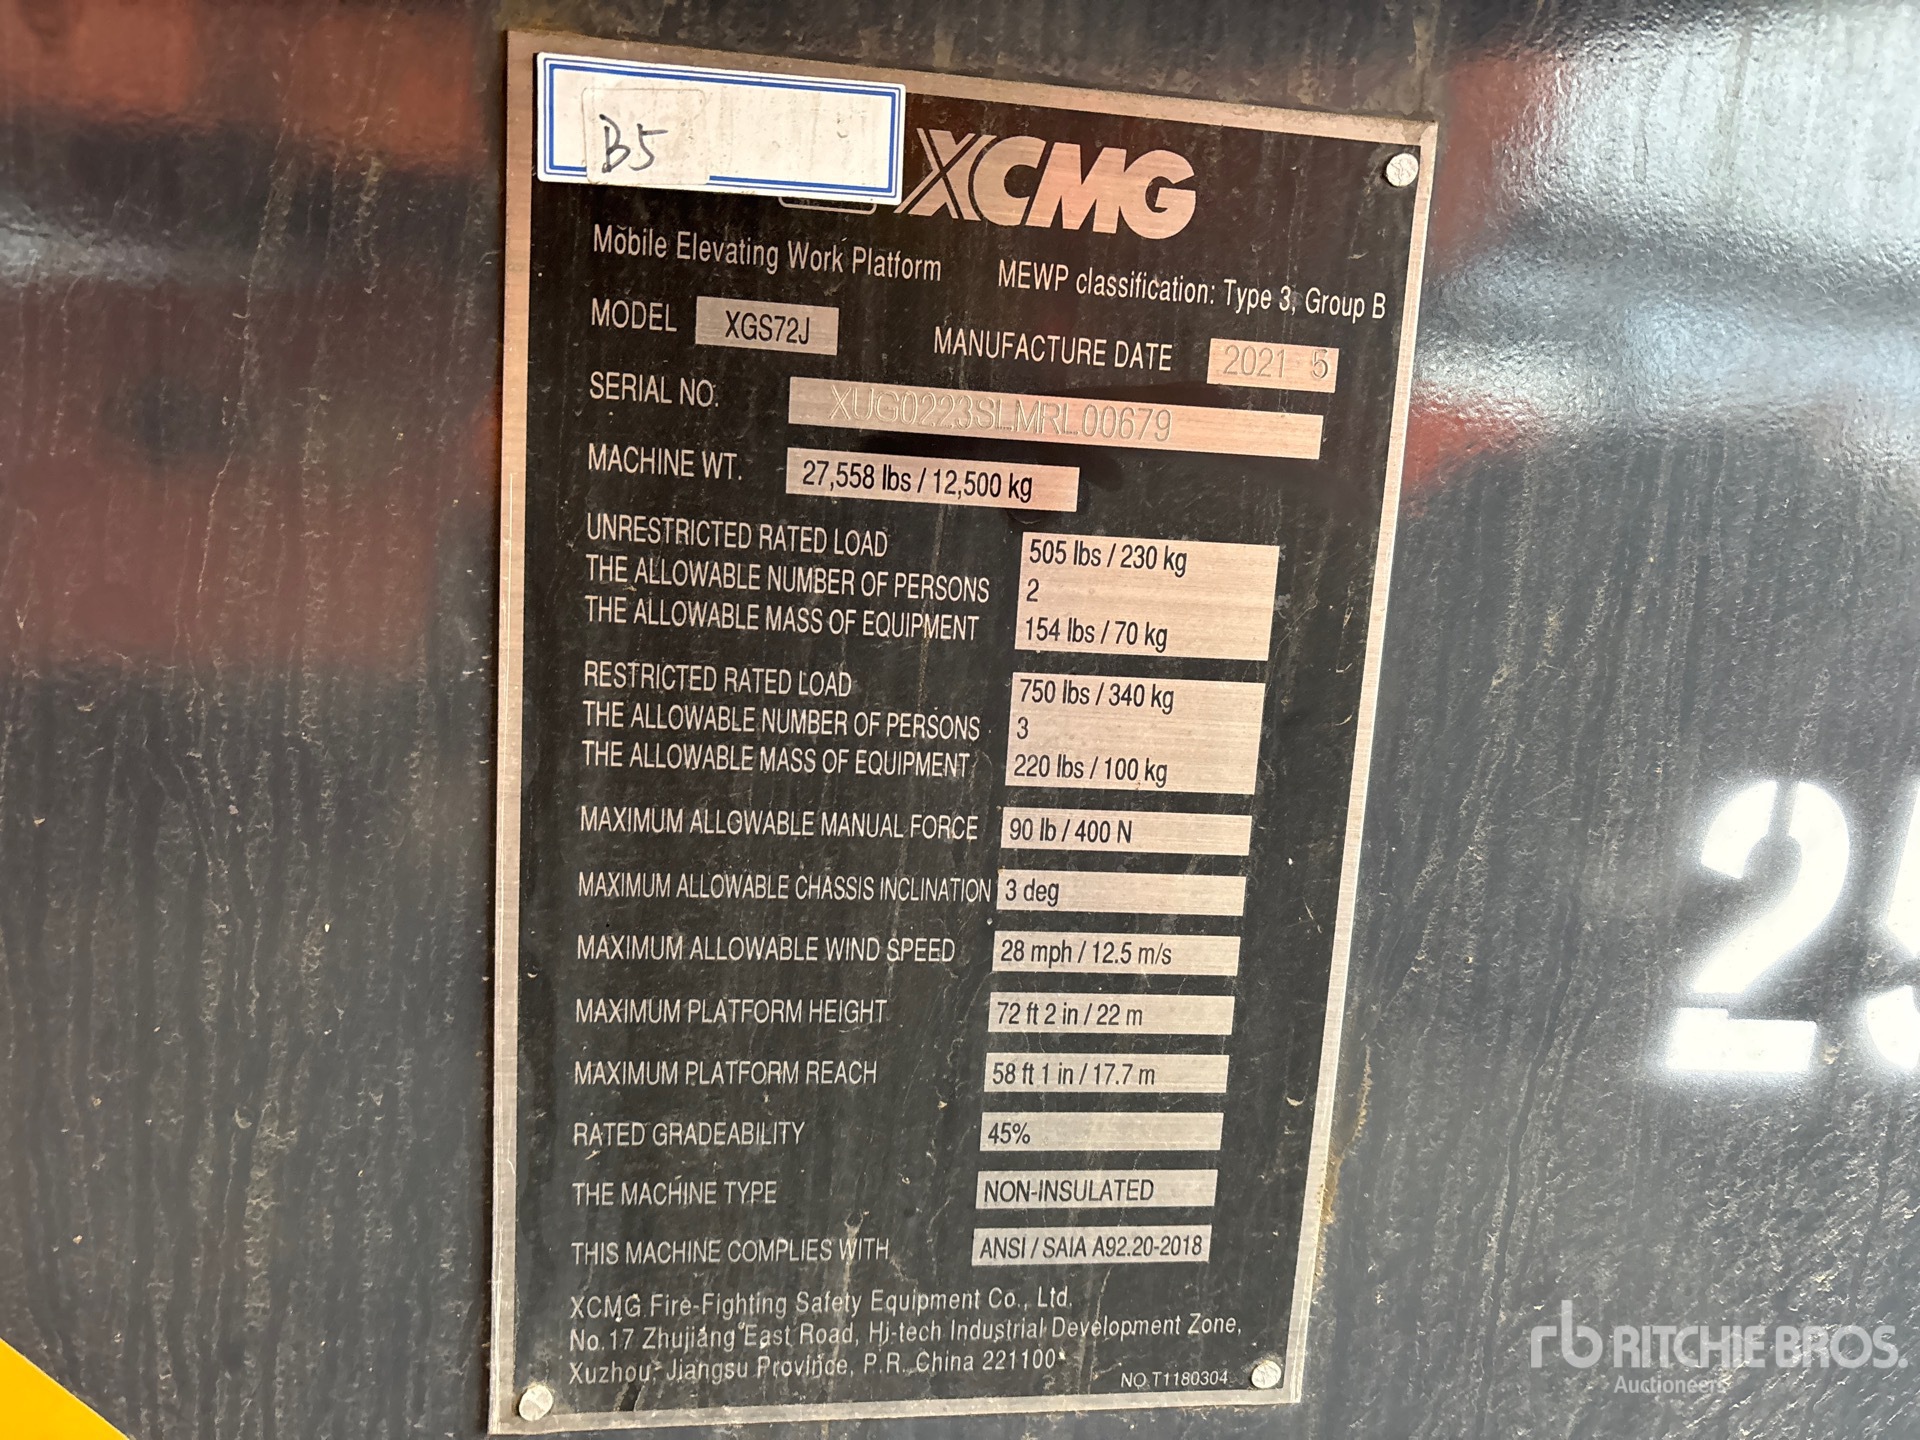 B5
XCMG
Mobile Elevating Work Platform MEWP classification: Type 3, Group B
MODEL XGS72J MANUFACTURE DATE 2021 5
SERIAL NO. XUG0223SLMRL00679
MACHINE WT. 27,558 lbs / 12,500 kg
UNRESTRICTED RATED LOAD 505 lbs / 230 kg
THE ALLOWABLE NUMBER OF PERSONS 2
THE ALLOWABLE MASS OF EQUIPMENT 154 lbs / 70 kg
RESTRICTED RATED LOAD 750 lbs / 340 kg
THE ALLOWABLE NUMBER OF PERSONS 3
THE ALLOWABLE MASS OF EQUIPMENT 220 lbs / 100 kg
MAXIMUM ALLOWABLE MANUAL FORCE 90 lb / 400 N
MAXIMUM ALLOWABLE CHASSIS INCLINATION 3 deg
MAXIMUM ALLOWABLE WIND SPEED 28 mph / 12.5 m/s
MAXIMUM PLATFORM HEIGHT 72 ft 2 in / 22 m
MAXIMUM PLATFORM REACH 58 ft 1 in / 17.7 m
RATED GRADEABILITY 45%
THE MACHINE TYPE NON-INSULATED
THIS MACHINE COMPLIES WITH ANSI / SAIA A92.20-2018
XCMG Fire-Fighting Safety Equipment Co., Ltd.
No.17 Zhujiang East Road, Hi-tech Industrial Development Zone,
Xuzhou, Jiangsu Province, P.R. China 221100
NO.T1180304
25
rb RITCHIE BROS.
Auctioneers